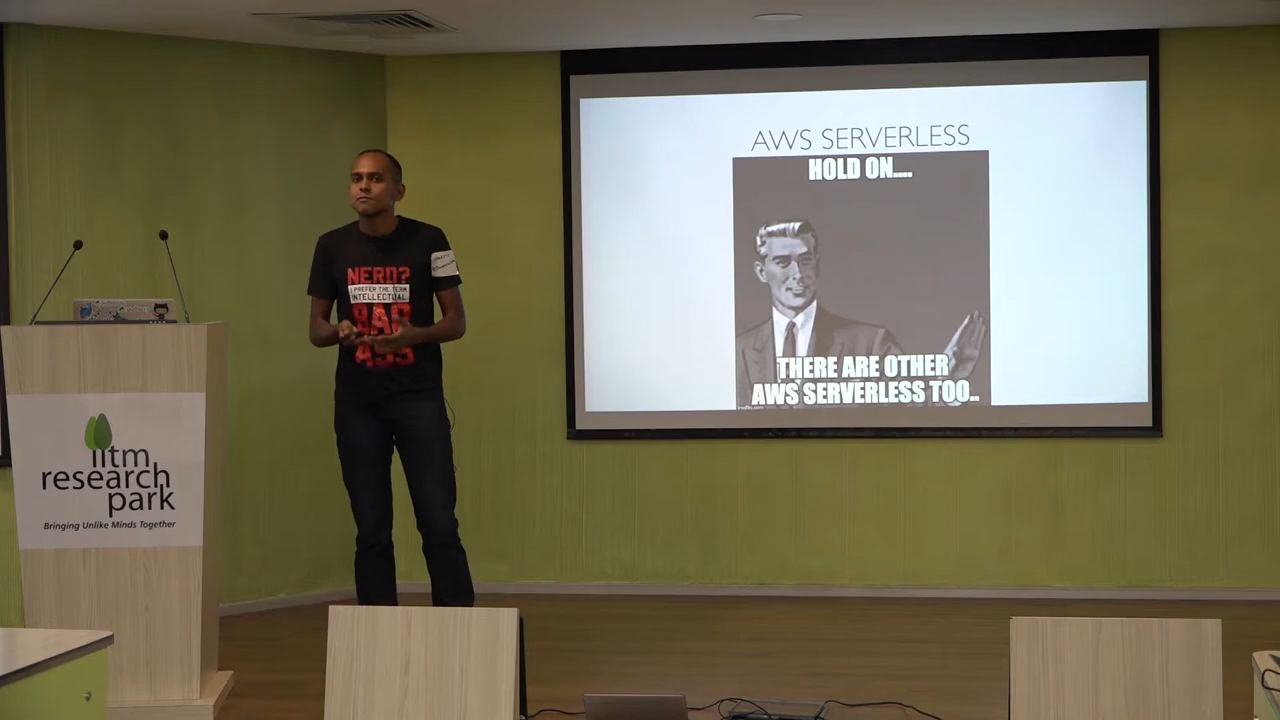 AWS SERVERLESS
HOLD ON....
THERE ARE OTHER
AWS SERVERLESS TOO..
NERD?
I PREFER THE TERM
INTELLECTUAL
BAD
ASS
iitm
research
park
Bringing Unlike Minds Together